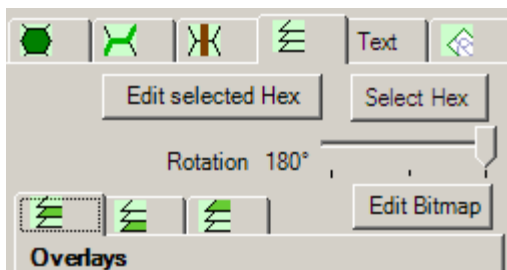 Text
Edit selected Hex
Select Hex
Rotation 180°
Edit Bitmap
Overlays